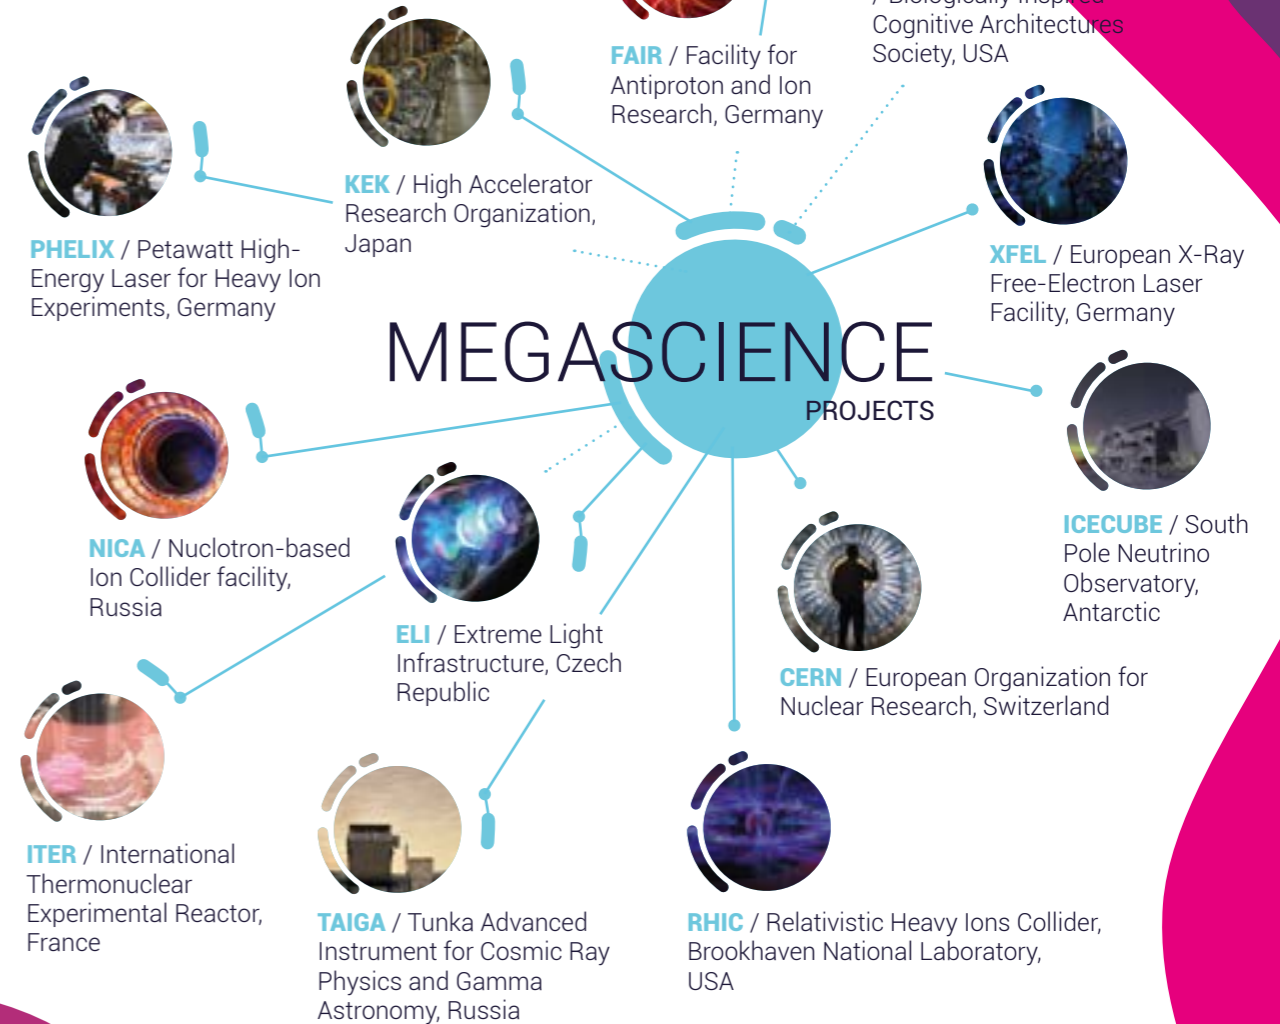 / Biologically Inspired
Cognitive Architectures
Society, USA
FAIR / Facility for
Antiproton and Ion
Research, Germany
KEK / High Accelerator
Research Organization,
Japan
PHELIX / Petawatt High-
Energy Laser for Heavy Ion
Experiments, Germany
XFEL / European X-Ray
Free-Electron Laser
Facility, Germany
MEGASCIENCE
PROJECTS
ICECUBE / South
Pole Neutrino
Observatory,
Antarctic
NICA / Nuclotron-based
Ion Collider facility,
Russia
ELI / Extreme Light
Infrastructure, Czech
Republic
CERN / European Organization for
Nuclear Research, Switzerland
ITER / International
Thermonuclear
Experimental Reactor,
France
TAIGA / Tunka Advanced
Instrument for Cosmic Ray
Physics and Gamma
Astronomy, Russia
RHIC / Relativistic Heavy Ions Collider,
Brookhaven National Laboratory,
USA